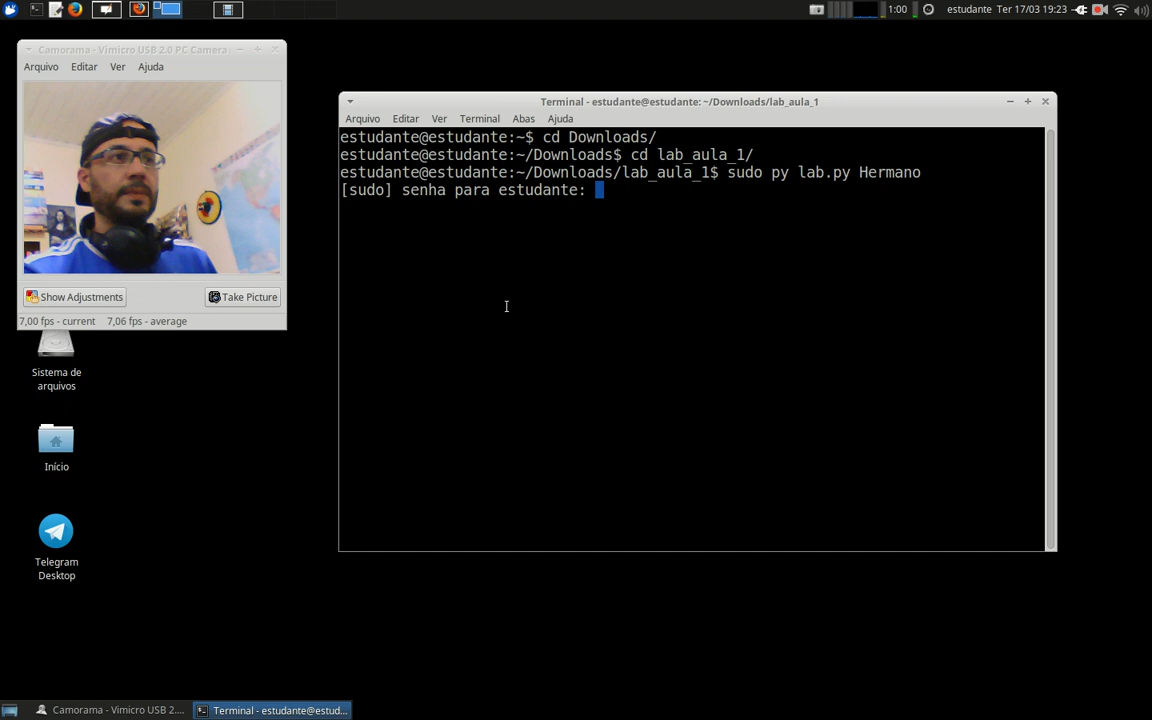 1:00 estudante Ter 17/03 19:23
Camorama - Vimicro USB 2.0 PC Camera
Arquivo Editar Ver Ajuda
Show Adjustments Take Picture
7,00 fps - current 7,06 fps - average
Terminal - estudante@estudante: ~/Downloads/lab_aula_1
Arquivo Editar Ver Terminal Abas Ajuda
estudante@estudante:~$ cd Downloads/
estudante@estudante:~/Downloads$ cd lab_aula_1/
estudante@estudante:~/Downloads/lab_aula_1$ sudo py lab.py Hermano
[sudo] senha para estudante:
Sistema de
arquivos
Início
Telegram
Desktop
Camorama - Vimicro USB 2....
Terminal - estudante@estud...